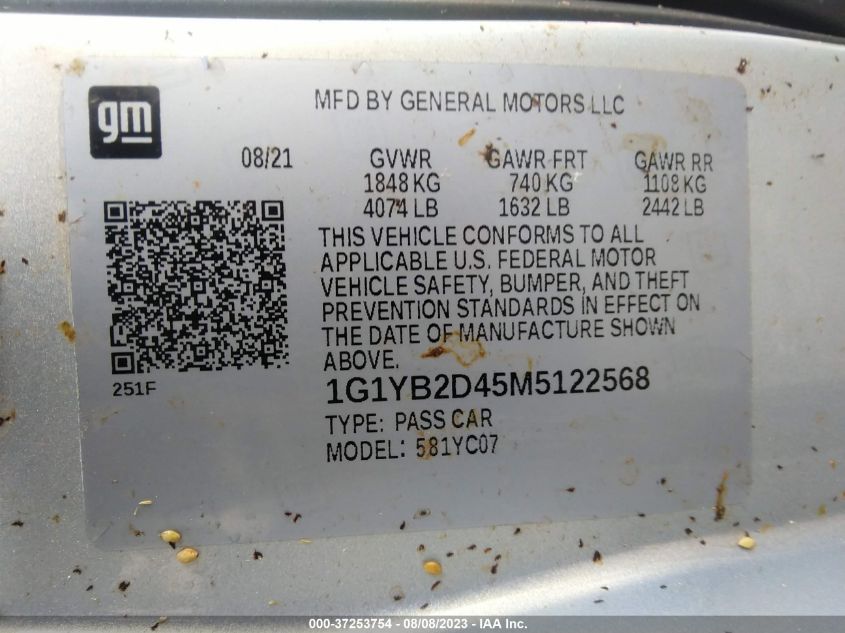 gm
MFD BY GENERAL MOTORS LLC
08/21 GVWR GAWR FRT GAWR RR
1848 KG 740 KG 1108 KG
4074 LB 1632 LB 2442 LB
THIS VEHICLE CONFORMS TO ALL
APPLICABLE U.S. FEDERAL MOTOR
VEHICLE SAFETY, BUMPER, AND THEFT
PREVENTION STANDARDS IN EFFECT ON
THE DATE OF MANUFACTURE SHOWN
ABOVE.
251F
1G1YB2D45M5122568
TYPE: PASS CAR
MODEL: 581YC07
000-37253754 - 08/08/2023 - IAA Inc.